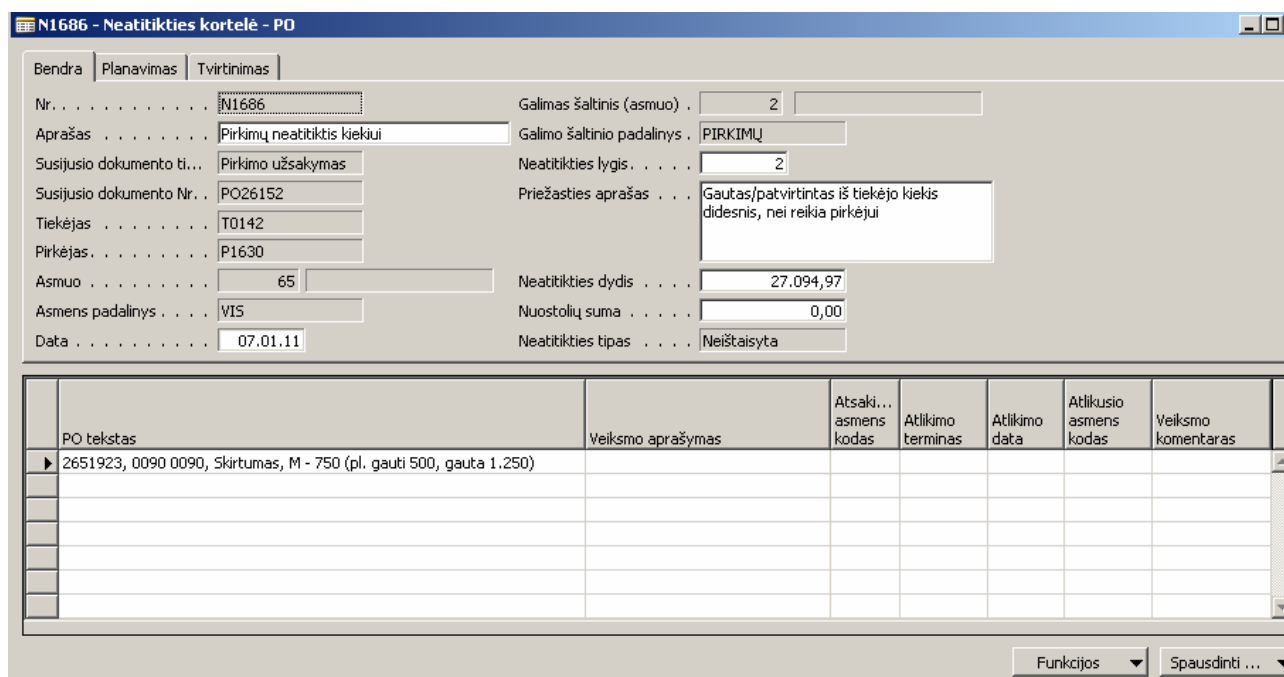 N1686 - Neatitikties kortelė - PO
Bendra Planavimas Tvirtinimas
Nr. . . . . . . . . . . . . N1686 Galimas šaltinis (asmuo) . 2
Aprašas . . . . . . . . Pirkimų neatitiktis kiekiui Galimo šaltinio padalinys . PIRKIMŲ
Susijusio dokumento ti... Pirkimo užsakymas Neatitikties lygis. . . . . 2
Susijusio dokumento Nr. . PO26152 Priežasties aprašas . . . Gautas/patvirtintas iš tiekėjo kiekis
didesnis, nei reikia pirkėjui
Tiekėjas . . . . . . . . T0142
Pirkėjas. . . . . . . . . P1630
Asmuo . . . . . . . . . 65 Neatitikties dydis . . . . 27.094,97
Asmens padalinys . . . . VIS Nuostolių suma . . . . . 0,00
Data . . . . . . . . . . 07.01.11 Neatitikties tipas . . . . Neištaisyta
PO tekstas Veiksmo aprašymas Atsaki... asmens kodas Atlikimo terminas Atlikimo data Atlikusio asmens kodas Veiksmo komentaras
2651923, 0090 0090, Skirtumas, M - 750 (pl. gauti 500, gauta 1.250)
Funkcijos Spausdinti ...